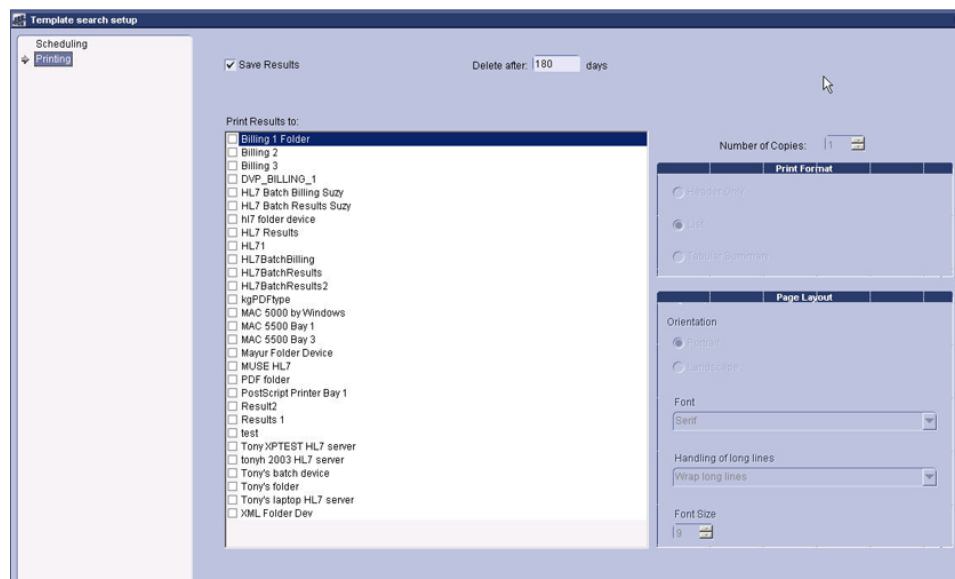 Template search setup
Scheduling
Printing
Save Results
Delete after: 180 days
Print Results to:
Billing 1 Folder
Billing 2
Billing 3
DVP_BILLING_1
HL7 Batch Billing Suzy
HL7 Batch Results Suzy
hl7 folder device
HL7 Results
HL71
HL7BatchBilling
HL7BatchResults
HL7BatchResults2
kgPDFtype
MAC 5000 by Windows
MAC 5500 Bay 1
MAC 5500 Bay 3
Mayur Folder Device
MUSE HL7
PDF folder
PostScript Printer Bay 1
Result2
Results 1
test
Tony XPTEST HL7 server
tonyh 2003 HL7 server
Tony's batch device
Tony's folder
Tony's laptop HL7 server
XML Folder Dev
Number of Copies: 1
Print Format
Header Only
List
Tabular Summary
Page Layout
Orientation
Portrait
Landscape
Font
Serif
Handling of long lines
Wrap long lines
Font Size
9